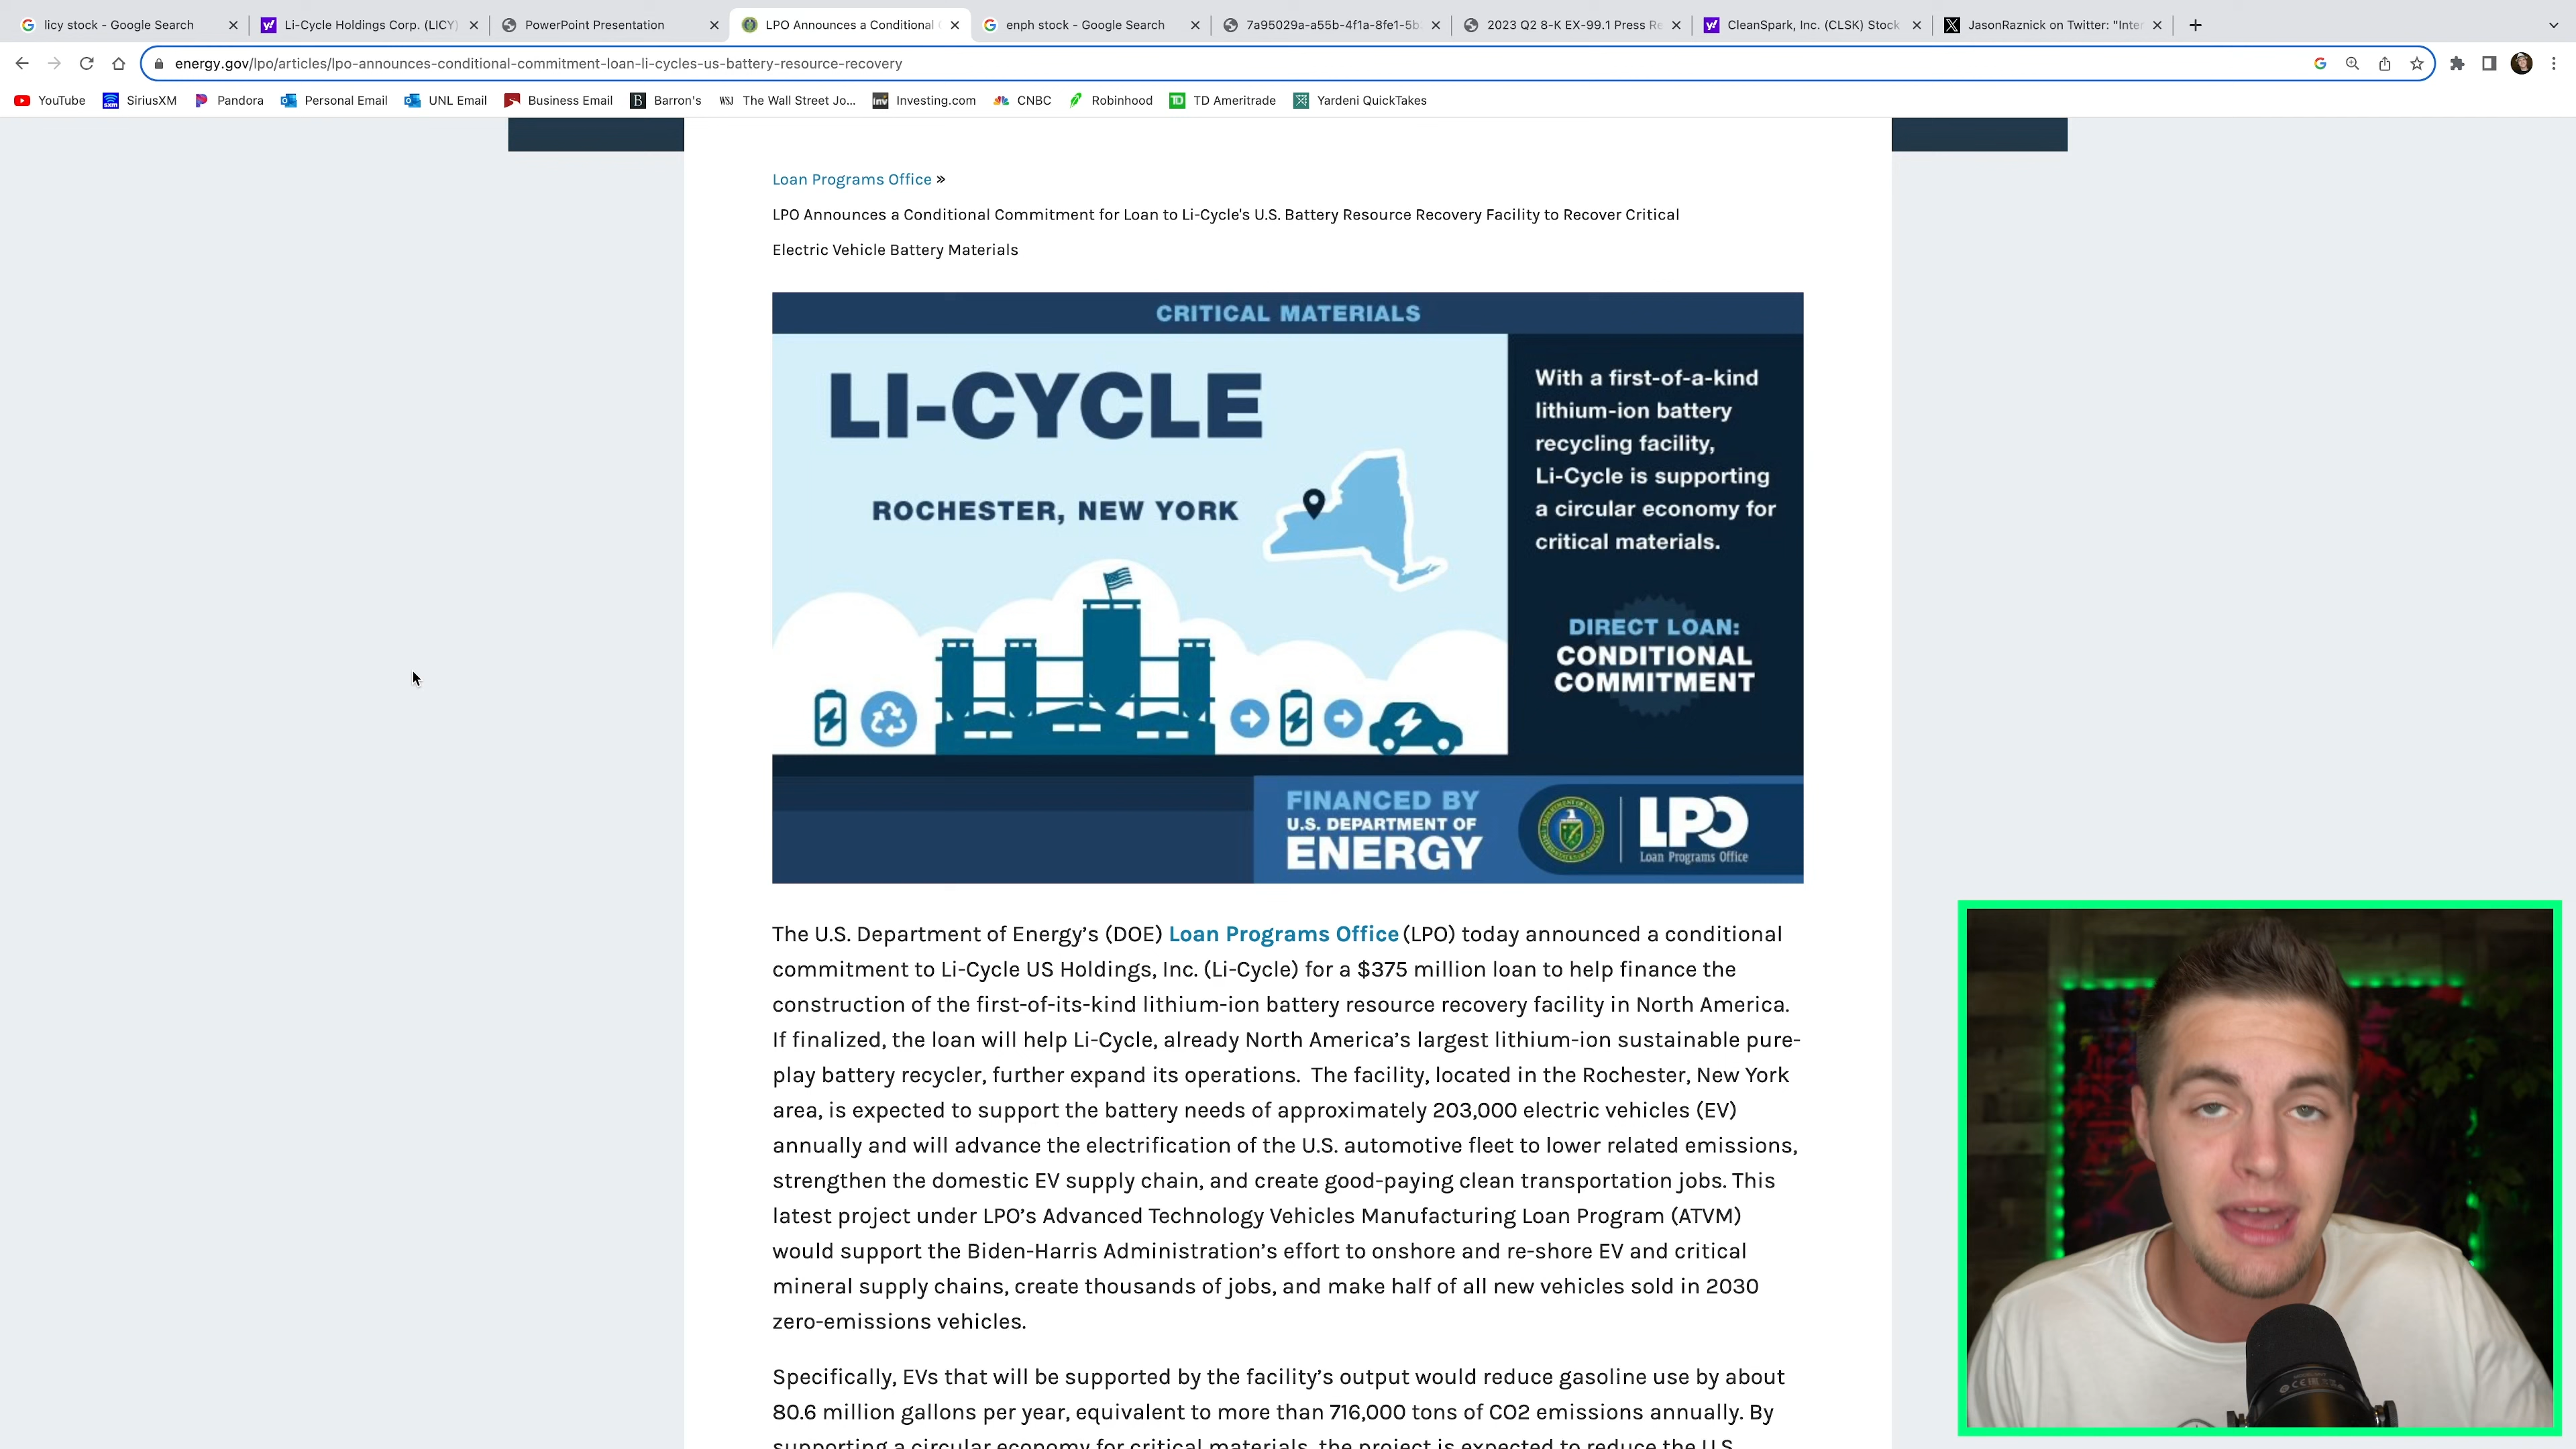 licy stock - Google Search
Li-Cycle Holdings Corp. (LICY)
PowerPoint Presentation
LPO Announces a Conditional
enph stock - Google Search
7a95029a-a55b-4f1a-8fe1-5b
2023 Q2 8-K EX-99.1 Press Re
CleanSpark, Inc. (CLSK) Stock
JasonRaznick on Twitter: "Inter
energy.gov/lpo/articles/lpo-announces-conditional-commitment-loan-li-cycles-us-battery-resource-recovery
YouTube
SiriusXM
Pandora
Personal Email
UNL Email
Business Email
Barron's
The Wall Street Jo...
Investing.com
CNBC
Robinhood
TD Ameritrade
Yardeni QuickTakes
Loan Programs Office »
LPO Announces a Conditional Commitment for Loan to Li-Cycle's U.S. Battery Resource Recovery Facility to Recover Critical
Electric Vehicle Battery Materials
CRITICAL MATERIALS
LI-CYCLE
ROCHESTER, NEW YORK
With a first-of-a-kind
lithium-ion battery
recycling facility,
Li-Cycle is supporting
a circular economy for
critical materials.
DIRECT LOAN:
CONDITIONAL
COMMITMENT
FINANCED BY
U.S. DEPARTMENT OF
ENERGY
LPO
Loan Programs Office
The U.S. Department of Energy’s (DOE) Loan Programs Office (LPO) today announced a conditional
commitment to Li-Cycle US Holdings, Inc. (Li-Cycle) for a $375 million loan to help finance the
construction of the first-of-its-kind lithium-ion battery resource recovery facility in North America.
If finalized, the loan will help Li-Cycle, already North America’s largest lithium-ion sustainable pure-
play battery recycler, further expand its operations.  The facility, located in the Rochester, New York
area, is expected to support the battery needs of approximately 203,000 electric vehicles (EV)
annually and will advance the electrification of the U.S. automotive fleet to lower related emissions,
strengthen the domestic EV supply chain, and create good-paying clean transportation jobs. This
latest project under LPO’s Advanced Technology Vehicles Manufacturing Loan Program (ATVM)
would support the Biden-Harris Administration’s effort to onshore and re-shore EV and critical
mineral supply chains, create thousands of jobs, and make half of all new vehicles sold in 2030
zero-emissions vehicles.
Specifically, EVs that will be supported by the facility’s output would reduce gasoline use by about
80.6 million gallons per year, equivalent to more than 716,000 tons of CO2 emissions annually. By
supporting a circular economy for critical materials, the project is expected to reduce the U.S.